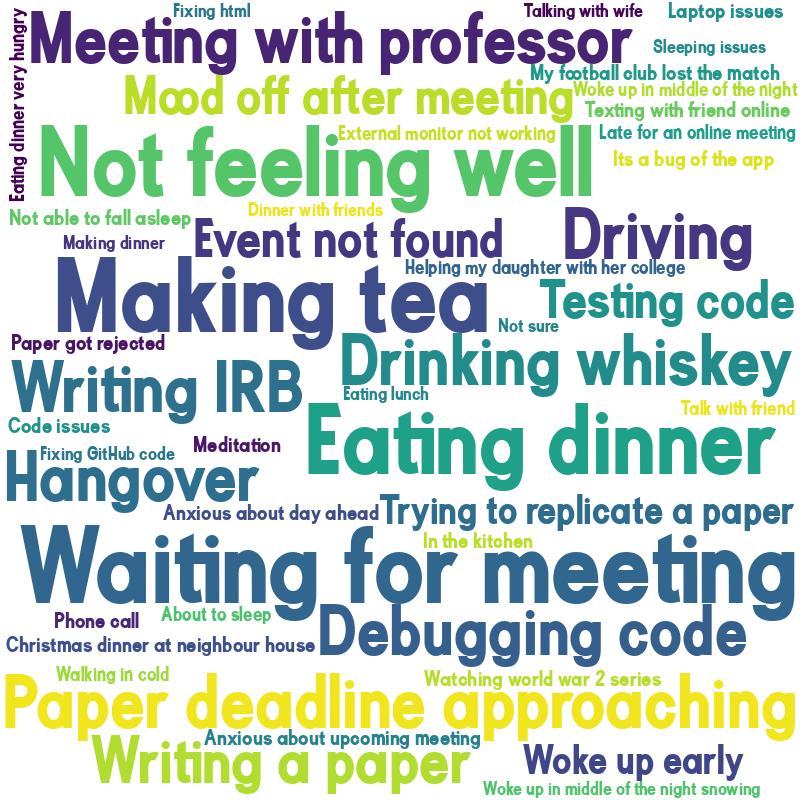 Fixing html
Talking with wife
Laptop issues
Eating dinner very hungry
Meeting with professor
Sleeping issues
My football club lost the match
Mood off after meeting
Woke up in middle of the night
Texting with friend online
External monitor not working
Late for an online meeting
Not feeling well
Its a bug of the app
Not able to fall asleep
Dinner with friends
Making dinner
Event not found
Driving
Helping my daughter with her college
Making tea
Testing code
Not sure
Paper got rejected
Drinking whiskey
Writing IRB
Eating lunch
Talk with friend
Code issues
Eating dinner
Meditation
Fixing GitHub code
Hangover
Anxious about day ahead
Trying to replicate a paper
In the kitchen
Waiting for meeting
About to sleep
Phone call
Debugging code
Christmas dinner at neighbour house
Walking in cold
Watching world war 2 series
Paper deadline approaching
Anxious about upcoming meeting
Writing a paper
Woke up early
Woke up in middle of the night snowing